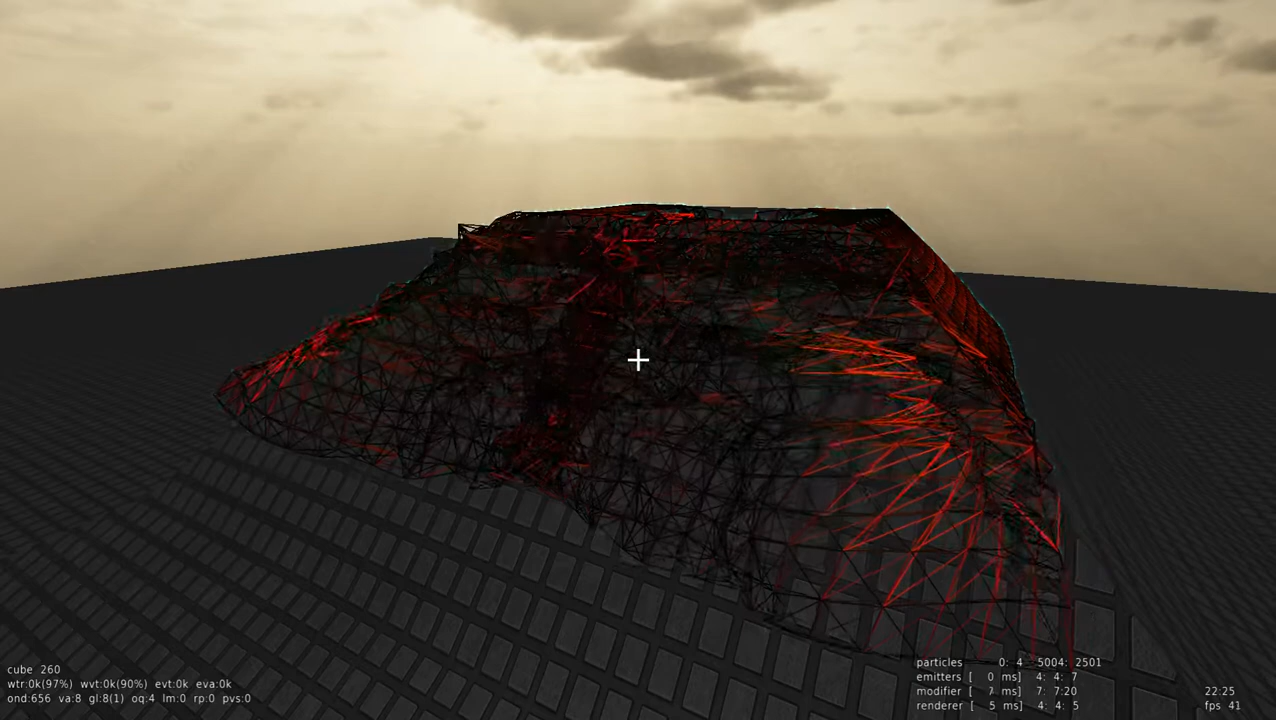 cube 260
wtr:0k(97%) wvt:0k(90%) evt:0k eva:0k
ond:656 va:8 gl:8(1) oq:4 lm:0 rp:0 pvs:0
particles 0: 4 5004: 2501
emitters [ 0 ms] 4: 4: 7
modifier [ 7 ms] 7: 7:20
renderer [ 5 ms] 4: 4: 5
22:25
fps 41